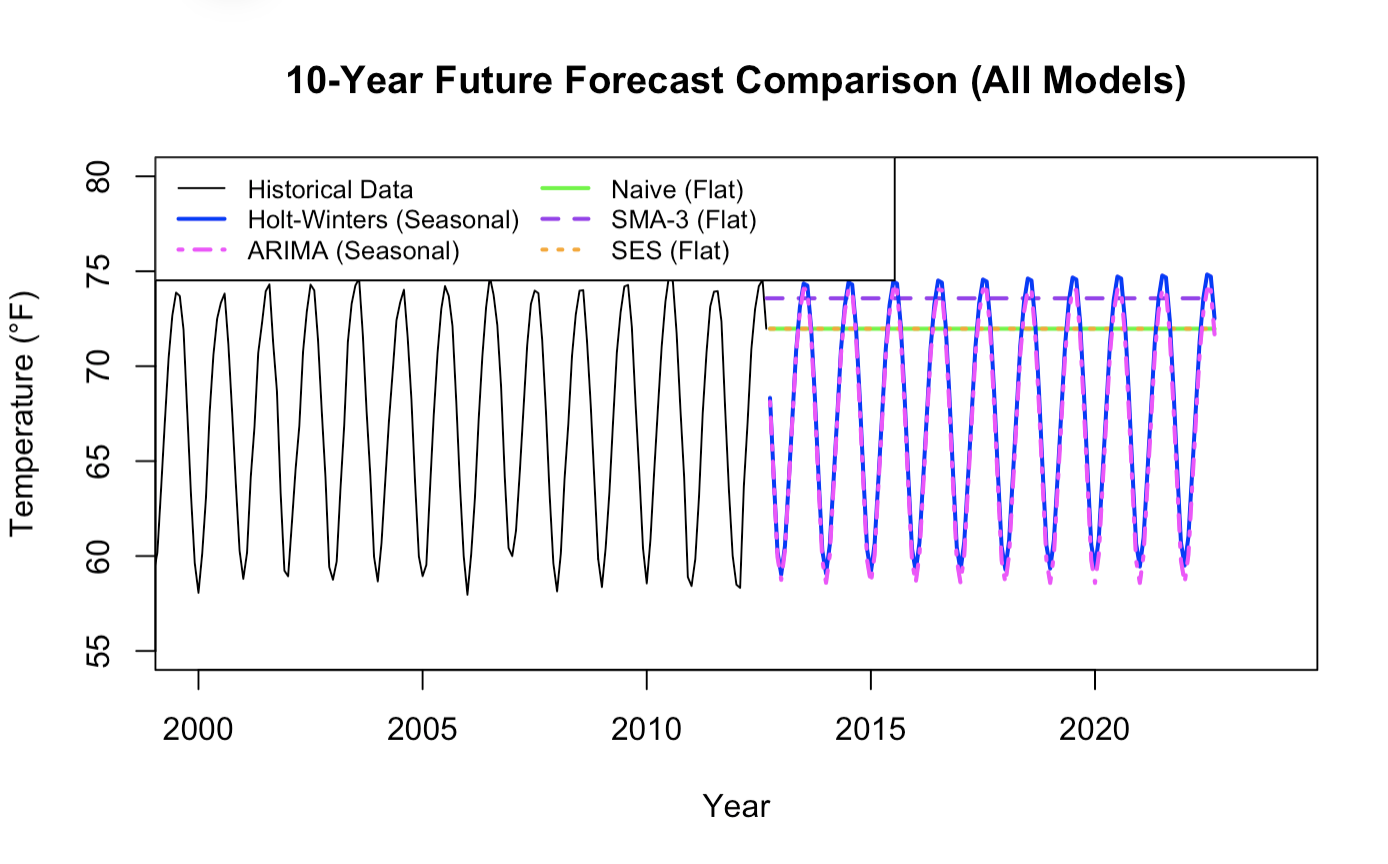 10-Year Future Forecast Comparison (All Models)
Historical Data
Holt-Winters (Seasonal)
ARIMA (Seasonal)
Naive (Flat)
SMA-3 (Flat)
SES (Flat)
Temperature (°F)
80
75
70
65
60
55
2000 2005 2010 2015 2020
Year